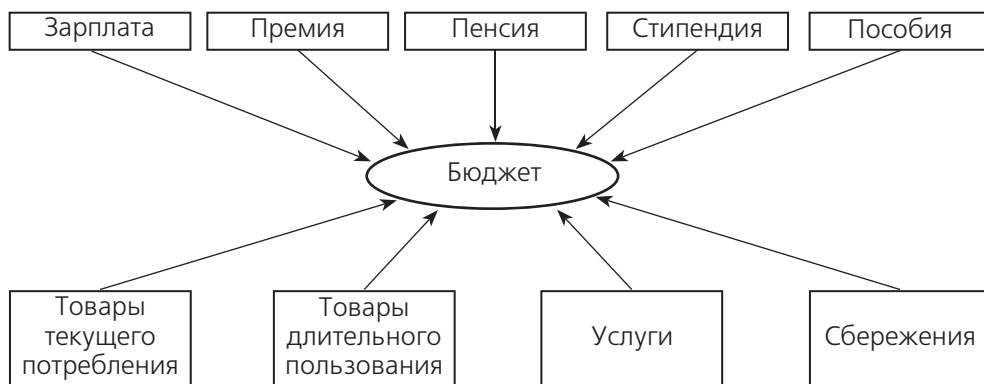 Зарплата
Премия
Пенсия
Стипендия
Пособия
Бюджет
Товары
текущего
потребления
Товары
длительного
пользования
Услуги
Сбережения